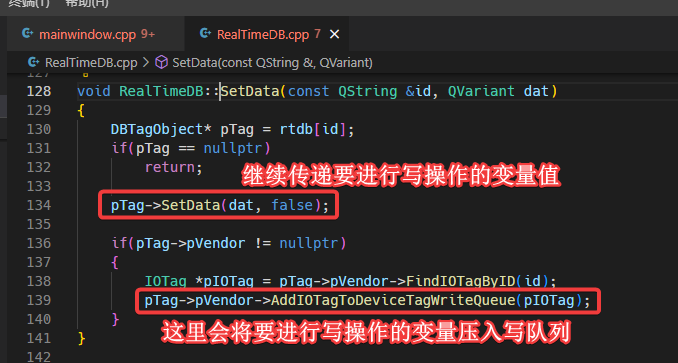 终端(T) 帮助(H)
mainwindow.cpp 9+ RealTimeDB.cpp 7
RealTimeDB.cpp > SetData(const QString &, QVariant)
127
128 void RealTimeDB::SetData(const QString &id, QVariant dat)
129 {
130 DBTagObject* pTag = rtdb[id];
131 if(pTag == nullptr)
132 return;
133 继续传递要进行写操作的变量值
134 pTag->SetData(dat, false);
135
136 if(pTag->pVendor != nullptr)
137 {
138 IOTag *pIOTag = pTag->pVendor->FindIOTagByID(id);
139 pTag->pVendor->AddIOTagToDeviceTagWriteQueue(pIOTag);
140 }
这里会将要进行写操作的变量压入写队列
141 }
142